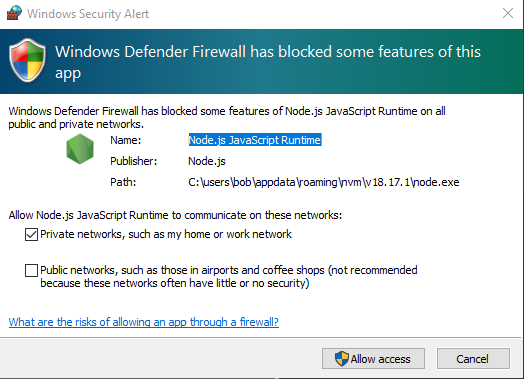 Windows Security Alert
Windows Defender Firewall has blocked some features of this
app
Windows Defender Firewall has blocked some features of Node.js JavaScript Runtime on all
public and private networks.
Name: Node.js JavaScript Runtime
Publisher: Node.js
Path: C:\users\bob\appdata\roaming\nvm\v18.17.1\node.exe
Allow Node.js JavaScript Runtime to communicate on these networks:
Private networks, such as my home or work network
Public networks, such as those in airports and coffee shops (not recommended
because these networks often have little or no security)
What are the risks of allowing an app through a firewall?
Allow access Cancel